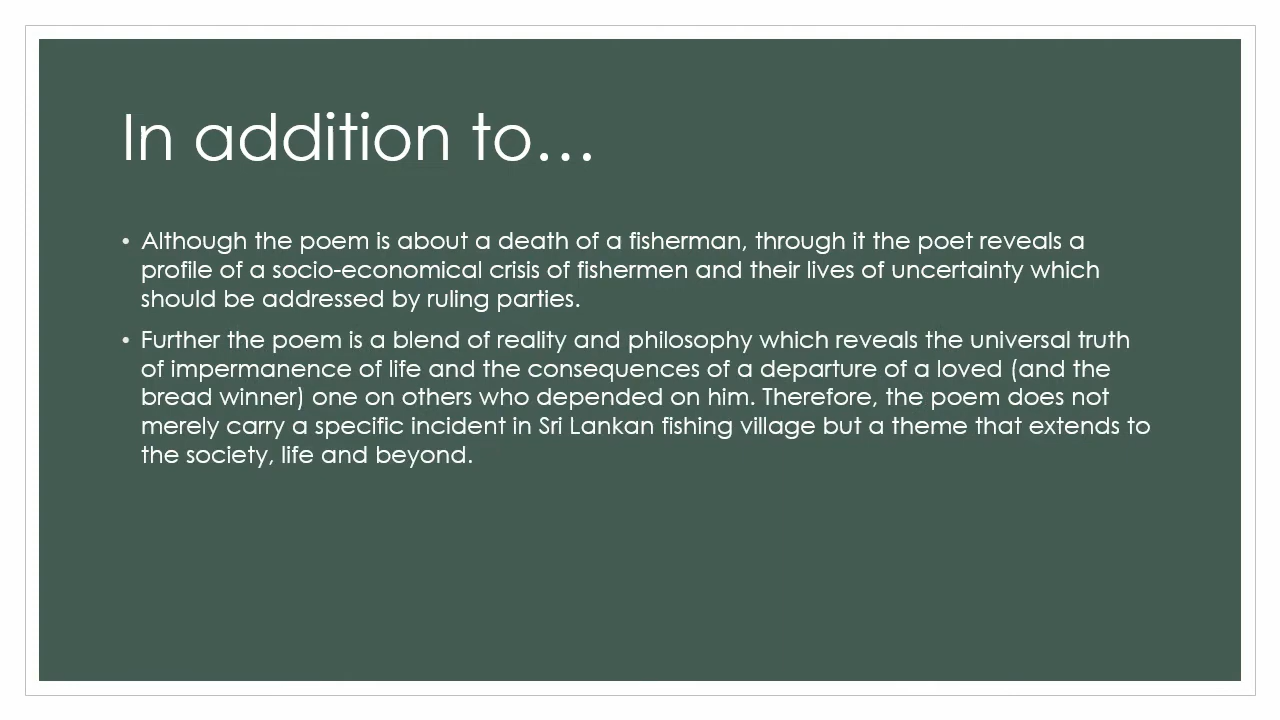 In addition to…
• Although the poem is about a death of a fisherman, through it the poet reveals a
profile of a socio-economical crisis of fishermen and their lives of uncertainty which
should be addressed by ruling parties.
• Further the poem is a blend of reality and philosophy which reveals the universal truth
of impermanence of life and the consequences of a departure of a loved (and the
bread winner) one on others who depended on him. Therefore, the poem does not
merely carry a specific incident in Sri Lankan fishing village but a theme that extends to
the society, life and beyond.